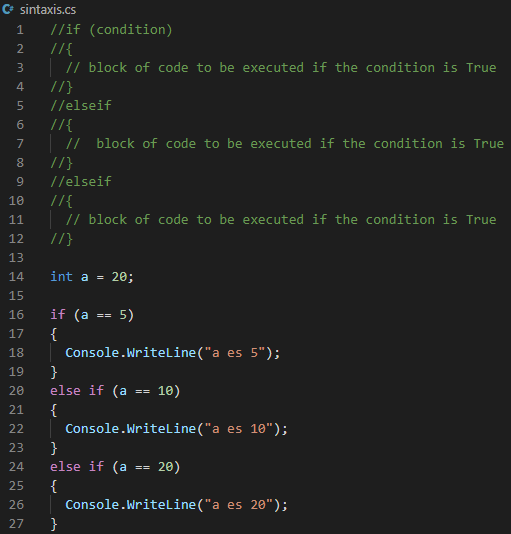 sintaxis.cs
1 //if (condition)
2 //{
3   // block of code to be executed if the condition is True
4 //}
5 //elseif
6 //{
7   //  block of code to be executed if the condition is True
8 //}
9 //elseif
10 //{
11   // block of code to be executed if the condition is True
12 //}
13
14 int a = 20;
15
16 if (a == 5)
17 {
18   Console.WriteLine("a es 5");
19 }
20 else if (a == 10)
21 {
22   Console.WriteLine("a es 10");
23 }
24 else if (a == 20)
25 {
26   Console.WriteLine("a es 20");
27 }